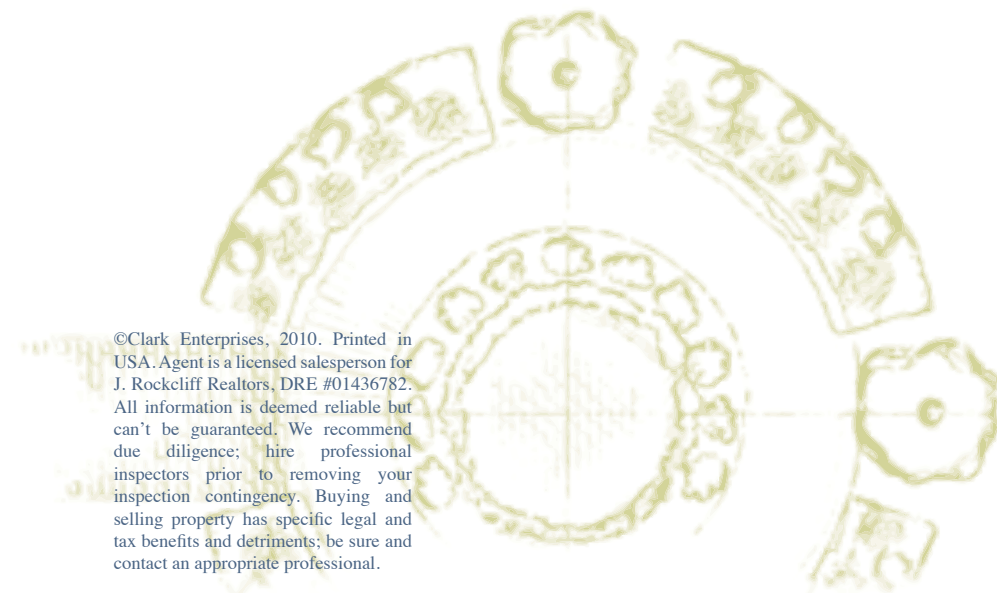 ©Clark Enterprises, 2010. Printed in
USA. Agent is a licensed salesperson for
J. Rockcliff Realtors, DRE #01436782.
All information is deemed reliable but
can’t be guaranteed. We recommend
due diligence; hire professional
inspectors prior to removing your
inspection contingency. Buying and
selling property has specific legal and
tax benefits and detriments; be sure and
contact an appropriate professional.